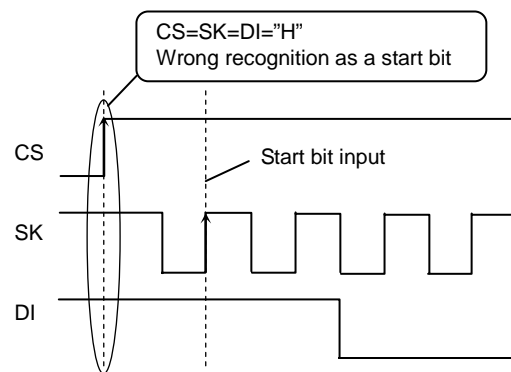 CS=SK=DI=”H”
Wrong recognition as a start bit
CS
Start bit input
SK
DI